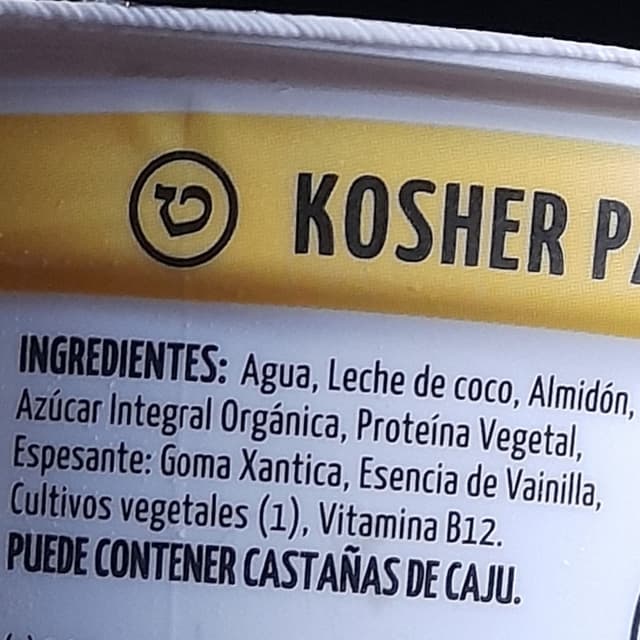 KOSHER
INGREDIENTES: Agua, Leche de coco, Almidón,
Azúcar Integral Orgánica, Proteína Vegetal,
Espesante: Goma Xantica, Esencia de Vainilla,
Cultivos vegetales (1), Vitamina B12.
PUEDE CONTENER CASTAÑAS DE CAJU.